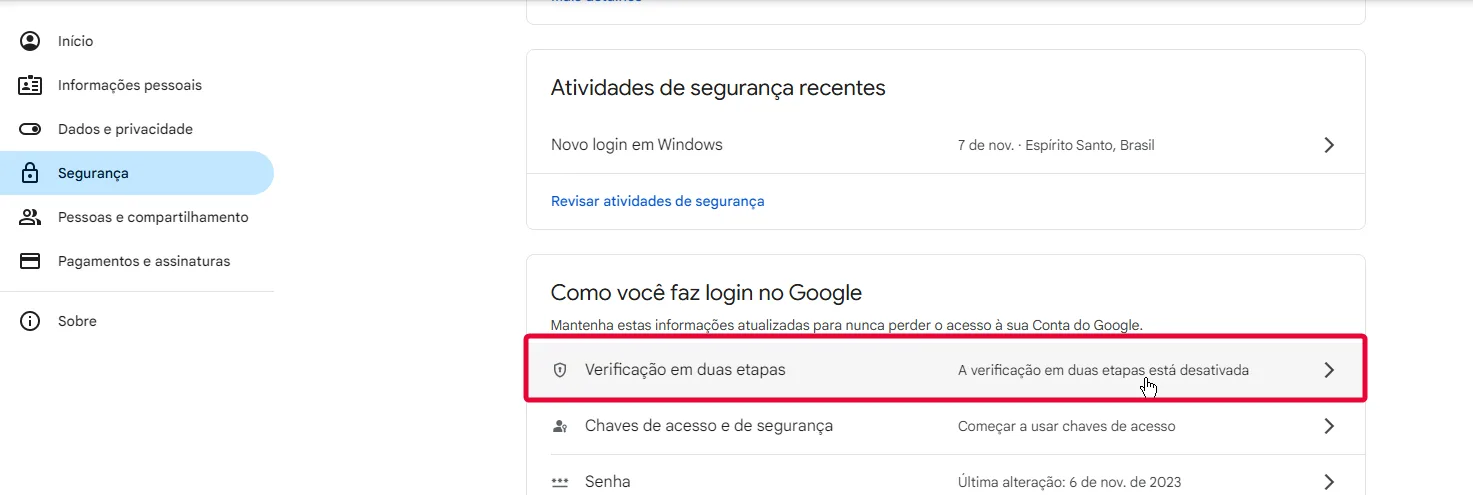 Mais detalhes
Início
Informações pessoais
Dados e privacidade
Segurança
Pessoas e compartilhamento
Pagamentos e assinaturas
Sobre
Atividades de segurança recentes
Novo login em Windows 7 de nov. · Espírito Santo, Brasil
Revisar atividades de segurança
Como você faz login no Google
Mantenha estas informações atualizadas para nunca perder o acesso à sua Conta do Google.
Verificação em duas etapas A verificação em duas etapas está desativada
Chaves de acesso e de segurança Começar a usar chaves de acesso
Senha Última alteração: 6 de nov. de 2023